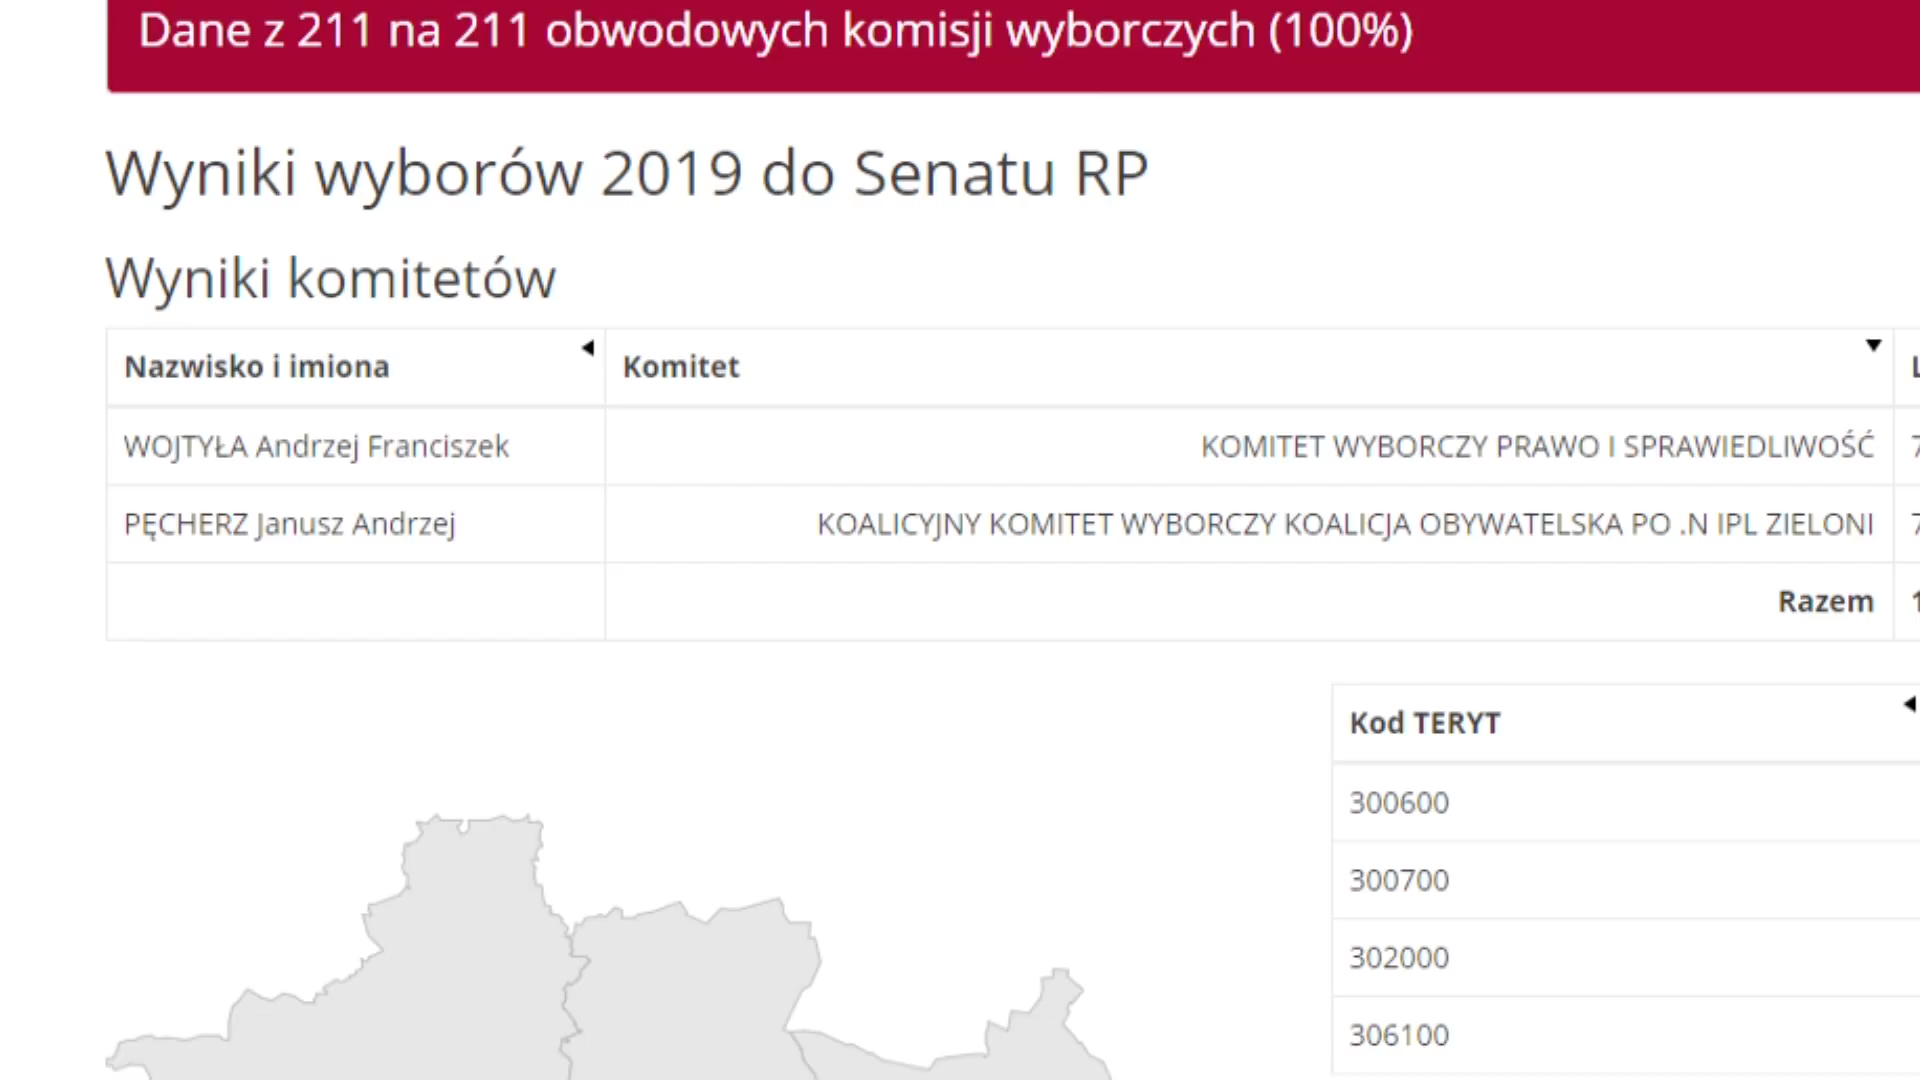 Dane z 211 na 211 obwodowych komisji wyborczych (100%)
Wyniki wyborów 2019 do Senatu RP
Wyniki komitetów
Nazwisko i imiona Komitet
WOJTYŁA Andrzej Franciszek KOMITET WYBORCZY PRAWO I SPRAWIEDLIWOŚĆ
PĘCHERZ Janusz Andrzej KOALICYJNY KOMITET WYBORCZY KOALICJA OBYWATELSKA PO .N IPL ZIELONI
Razem
Kod TERYT
300600
300700
302000
306100